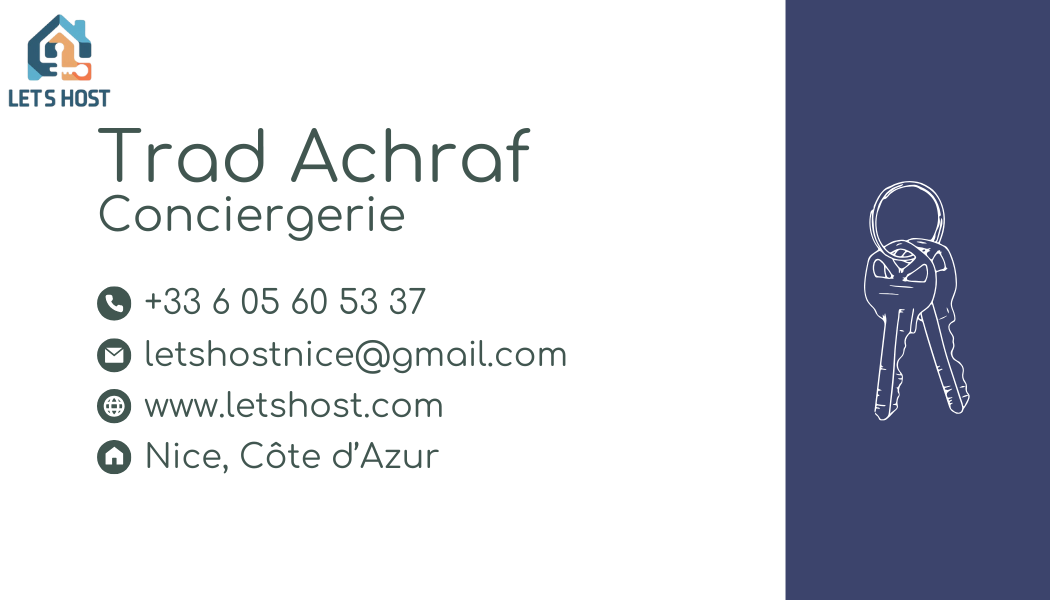 LET'S HOST
Trad Achraf
Conciergerie
+33 6 05 60 53 37
letshostnice@gmail.com
www.letshost.com
Nice, Côte d’Azur